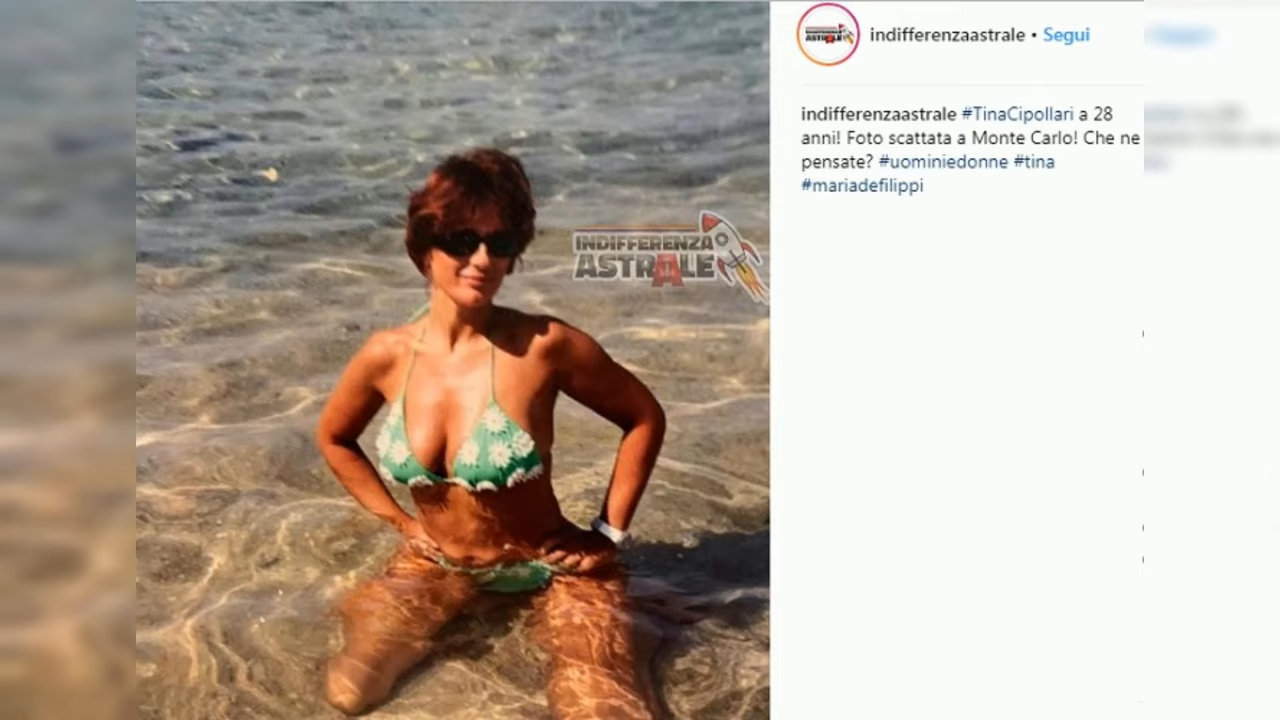 indifferenzaastrale • Segui
indifferenzaastrale #TinaCipollari a 28
anni! Foto scattata a Monte Carlo! Che ne
pensate? #uominiedonne #tina
#mariadefilippi
INDIFFERENZA
ASTRALE